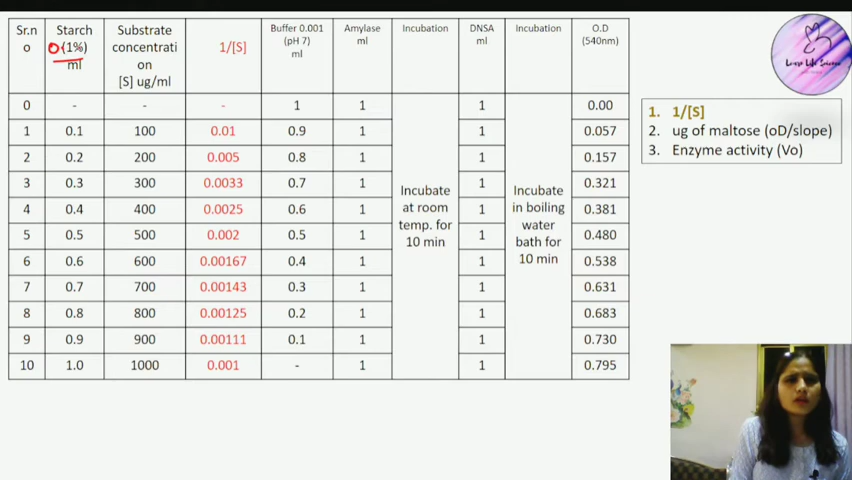 Sr.n Starch Substrate 1/[S] Buffer 0.001 Amylase Incubation DNSA Incubation O.D
o (1%) concentrati (pH 7) ml ml (540nm)
ml on ml
[S] ug/ml
0 - - - 1 1 1 0.00
1 0.1 100 0.01 0.9 1 1 0.057
2 0.2 200 0.005 0.8 1 1 0.157
3 0.3 300 0.0033 0.7 1 1 0.321
4 0.4 400 0.0025 0.6 1 1 0.381
5 0.5 500 0.002 0.5 1 1 0.480
6 0.6 600 0.00167 0.4 1 1 0.538
7 0.7 700 0.00143 0.3 1 1 0.631
8 0.8 800 0.00125 0.2 1 1 0.683
9 0.9 900 0.00111 0.1 1 1 0.730
10 1.0 1000 0.001 - 1 1 0.795
Incubate
at room
temp. for
10 min
Incubate
in boiling
water
bath for
10 min
1. 1/[S]
2. ug of maltose (oD/slope)
3. Enzyme activity (Vo)